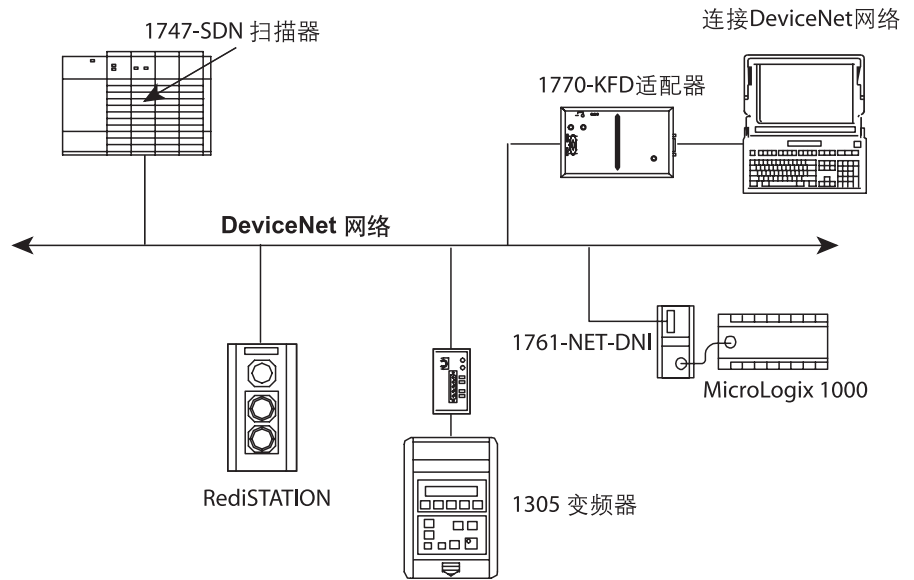 连接DeviceNet网络
1747-SDN 扫描器
1770-KFD适配器
DeviceNet 网络
1761-NET-DNI
MicroLogix 1000
RediSTATION
1305 变频器